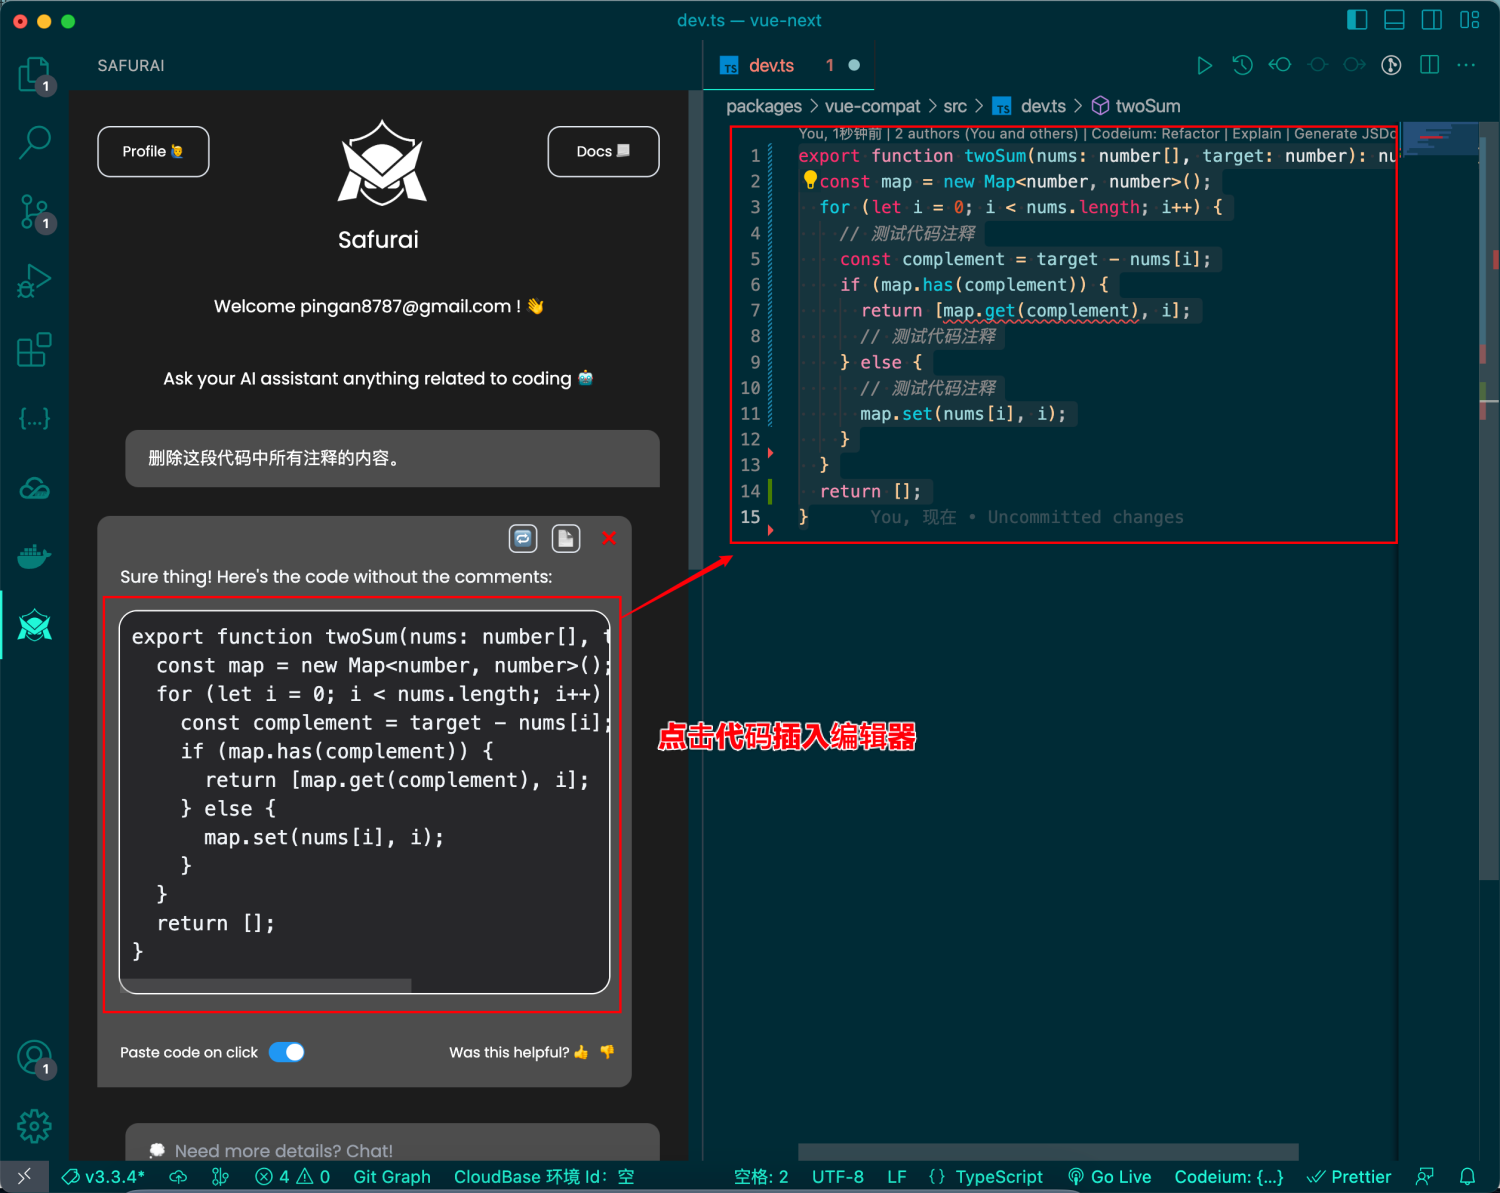 dev.ts — vue-next
SAFURAI
Profile 🙋
Docs 📃
Safurai
Welcome pingan8787@gmail.com ! 👋
Ask your AI assistant anything related to coding 🤖
删除这段代码中所有注释的内容。
Sure thing! Here's the code without the comments:
export function twoSum(nums: number[], t
  const map = new Map<number, number>();
  for (let i = 0; i < nums.length; i++)
    const complement = target - nums[i];
    if (map.has(complement)) {
      return [map.get(complement), i];
    } else {
      map.set(nums[i], i);
    }
  }
  return [];
}
Paste code on click
Was this helpful? 👍 👎
💭 Need more details? Chat!
1
1
1
TS dev.ts 1
packages > vue-compat > src > TS dev.ts > twoSum
You, 1秒钟前 | 2 authors (You and others) | Codeium: Refactor | Explain | Generate JSDo
1 export function twoSum(nums: number[], target: number): nu
2   const map = new Map<number, number>();
3   for (let i = 0; i < nums.length; i++) {
4     // 测试代码注释
5     const complement = target - nums[i];
6     if (map.has(complement)) {
7       return [map.get(complement), i];
8       // 测试代码注释
9     } else {
10       // 测试代码注释
11       map.set(nums[i], i);
12     }
13   }
14   return [];
15 } You, 现在 • Uncommitted changes
点击代码插入编辑器
v3.3.4* 4 0 Git Graph CloudBase 环境 Id：空 空格: 2 UTF-8 LF {} TypeScript Go Live Codeium: {...} Prettier